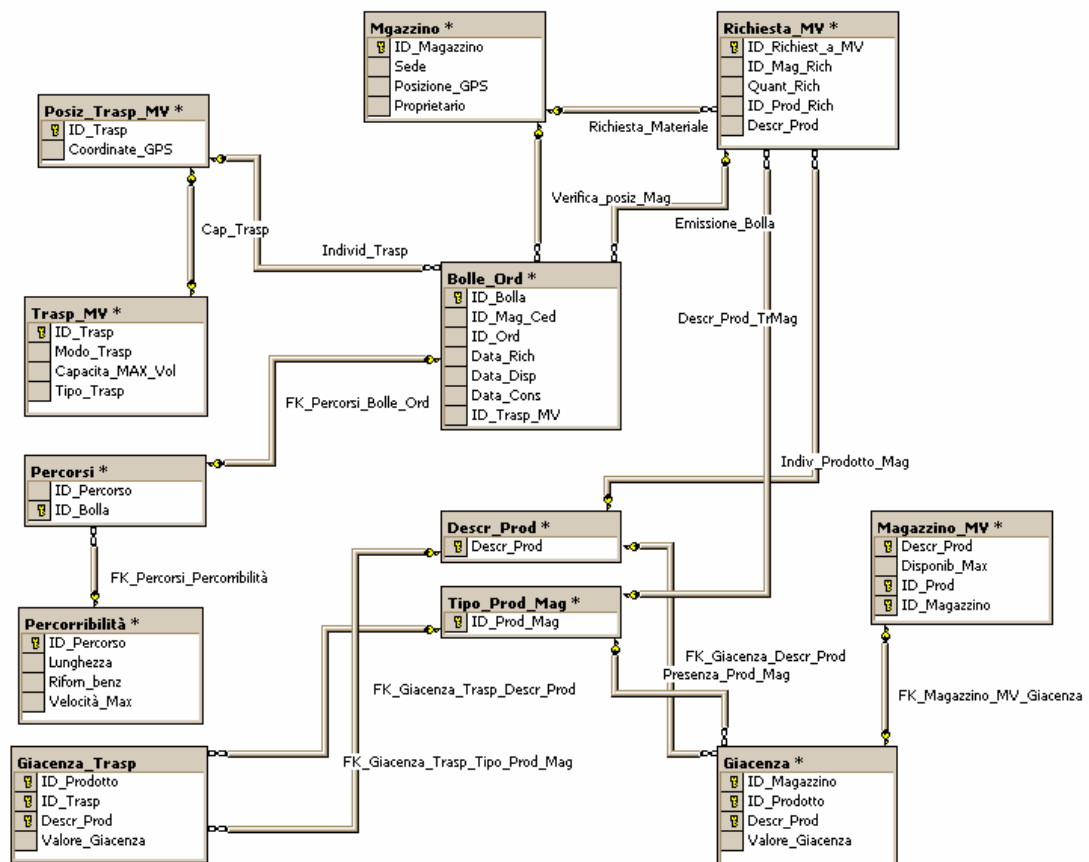 Mgazzino *
ID_Magazzino
Sede
Posizione_GPS
Proprietario
Richiesta_MV *
ID_Richiest_a_MV
ID_Mag_Rich
Quant_Rich
ID_Prod_Rich
Descr_Prod
Posiz_Trasp_MV *
ID_Trasp
Coordinate_GPS
Richiesta_Materiale
Verifica_posiz_Mag
Emissione_Bolla
Cap_Trasp
Individ_Trasp
Bolle_Ord *
ID_Bolla
ID_Mag_Ced
ID_Ord
Data_Rich
Data_Disp
Data_Cons
ID_Trasp_MV
Trasp_MV *
ID_Trasp
Modo_Trasp
Capacita_MAX_Vol
Tipo_Trasp
Descr_Prod_TrMag
FK_Percorsi_Bolle_Ord
Indiv_Prodotto_Mag
Percorsi *
ID_Percorso
ID_Bolla
Descr_Prod *
Descr_Prod
Magazzino_MV *
Descr_Prod
Disponib_Max
ID_Prod
ID_Magazzino
FK_Percorsi_Percorribilità
Tipo_Prod_Mag *
ID_Prod_Mag
Percorribilità *
ID_Percorso
Lunghezza
Riforn_benz
Velocità_Max
FK_Giacenza_Descr_Prod
Presenza_Prod_Mag
FK_Giacenza_Trasp_Descr_Prod
FK_Magazzino_MV_Giacenza
FK_Giacenza_Trasp_Tipo_Prod_Mag
Giacenza_Trasp
ID_Prodotto
ID_Trasp
Descr_Prod
Valore_Giacenza
Giacenza *
ID_Magazzino
ID_Prodotto
Descr_Prod
Valore_Giacenza